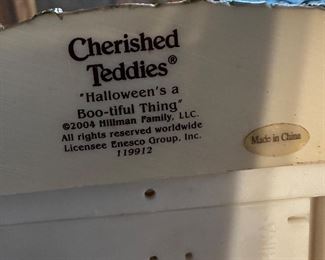 Cherished
Teddies®
"Halloween's a
Boo-tiful Thing"
©2004 Hillman Family, LLC.
All rights reserved worldwide
Licensee Enesco Group, Inc.
119912
Made in China